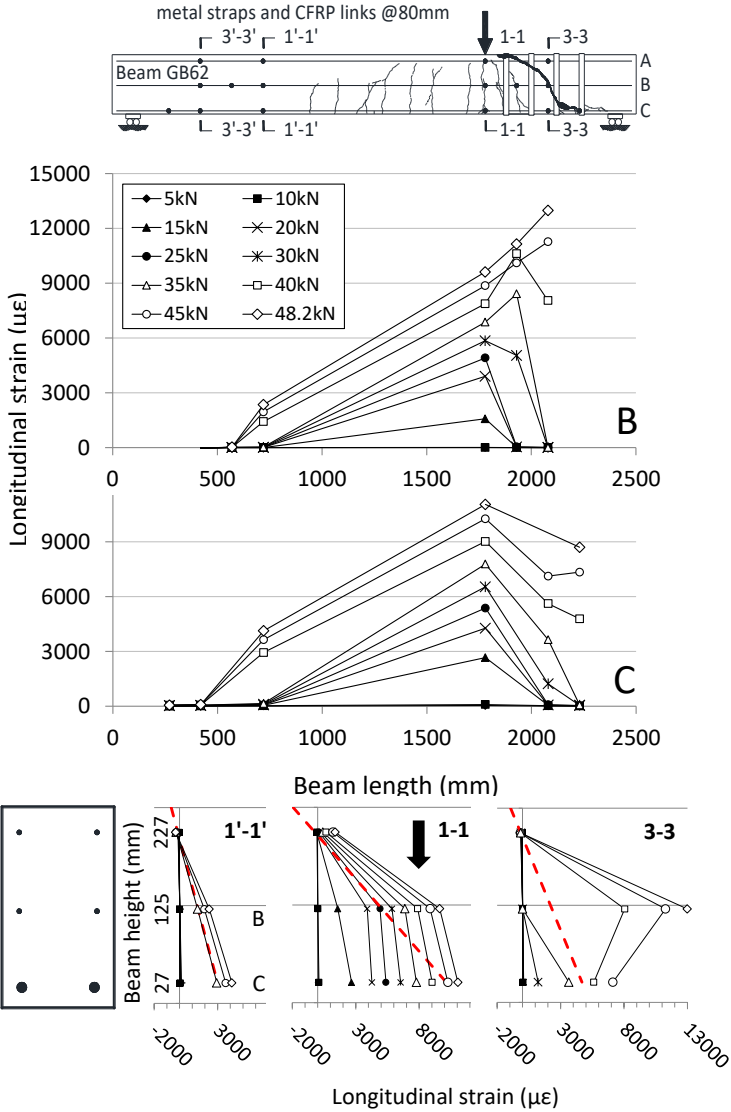 metal straps and CFRP links @80mm
3'-3' 1'-1' 1-1 3-3
A
Beam GB62
B
C
3'-3' 1'-1' 1-1 3-3
Longitudinal strain (με)
15000
12000
9000
6000
3000
0
5kN 10kN
15kN 20kN
25kN 30kN
35kN 40kN
45kN 48.2kN
B
0 500 1000 1500 2000 2500
9000
6000
3000
0
C
0 500 1000 1500 2000 2500
Beam length (mm)
Beam height (mm)
227
125
27
1'-1' 1-1 3-3
B
C
-2000 3000 -2000 3000 8000 -2000 3000 8000 13000
Longitudinal strain (με)